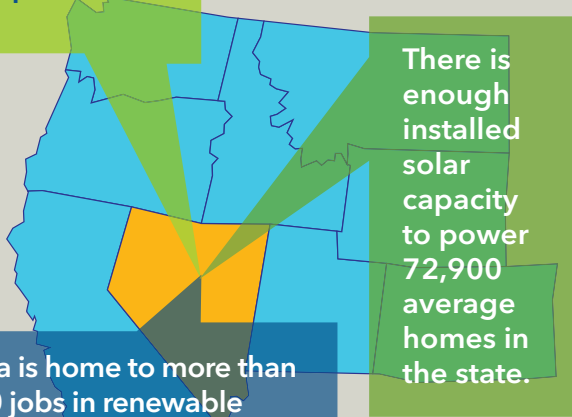 There is
enough
installed
solar
capacity
to power
72,900
average
homes in
the state.
is home to more than
jobs in renewable